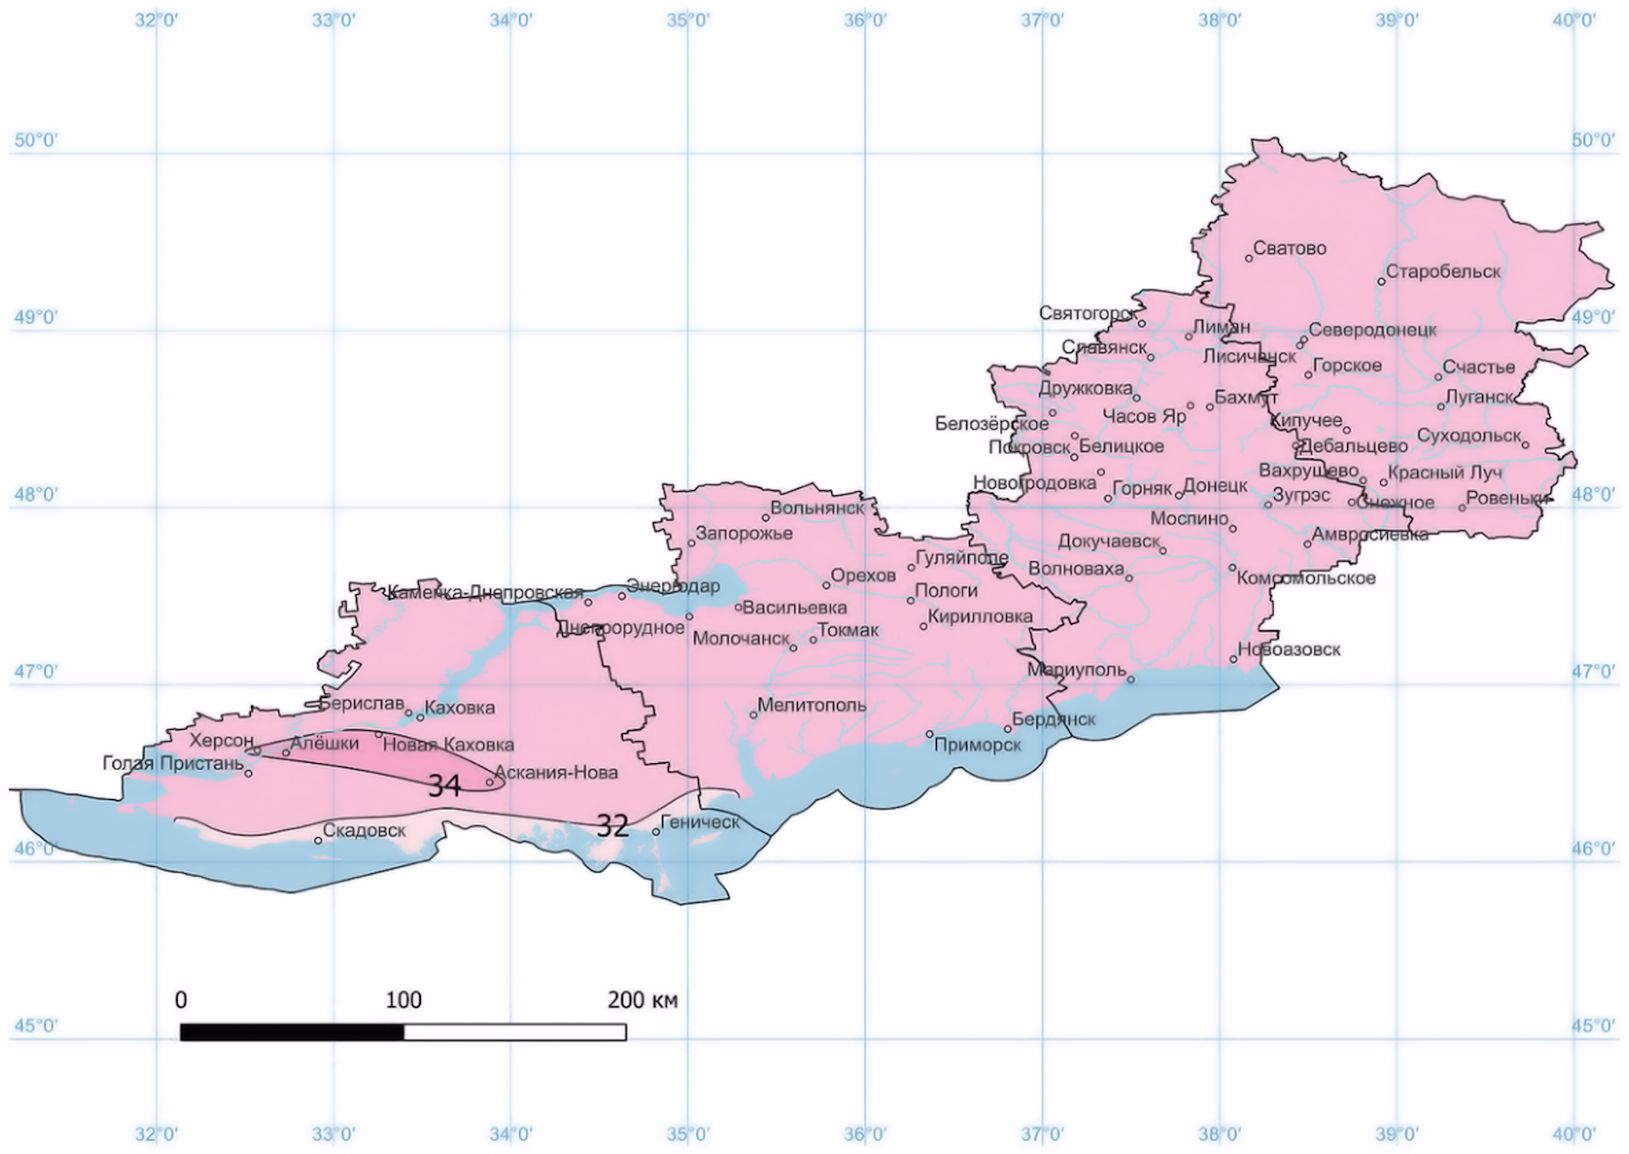 32°0′ 33°0′ 34°0′ 35°0′ 36°0′ 37°0′ 38°0′ 39°0′ 40°0′
50°0′ 50°0′
Сватово
Старобельск
49°0′ 49°0′
Святогорск
Лиман
Северодонецк
Славянск
Лисичанск
Горское
Счастье
Дружковка
Бахмут
Луганск
Часов Яр
Белозёрское
Кипучее
Суходольск
Покровск
Белицкое
Дебальцево
Вахрушево
Красный Луч
Новогродовка
Горняк
Донецк
Зугрэс
Снежное
Ровеньки
48°0′ 48°0′
Вольнянск
Моспино
Запорожье
Амвросиевка
Докучаевск
Гуляйполе
Волноваха
Орехов
Комсомольское
Каменка-Днепровская
Энергодар
Пологи
Васильевка
Кирилловка
Днепрорудное
Токмак
Молочанск
Новоазовск
47°0′ 47°0′
Мариуполь
Берислав
Каховка
Мелитополь
Бердянск
Херсон
Алёшки
Новая Каховка
Приморск
Голая Пристань
Аскания-Нова
34
32
Скадовск
Геническ
46°0′ 46°0′
0 100 200 км
45°0′ 45°0′
32°0′ 33°0′ 34°0′ 35°0′ 36°0′ 37°0′ 38°0′ 39°0′ 40°0′